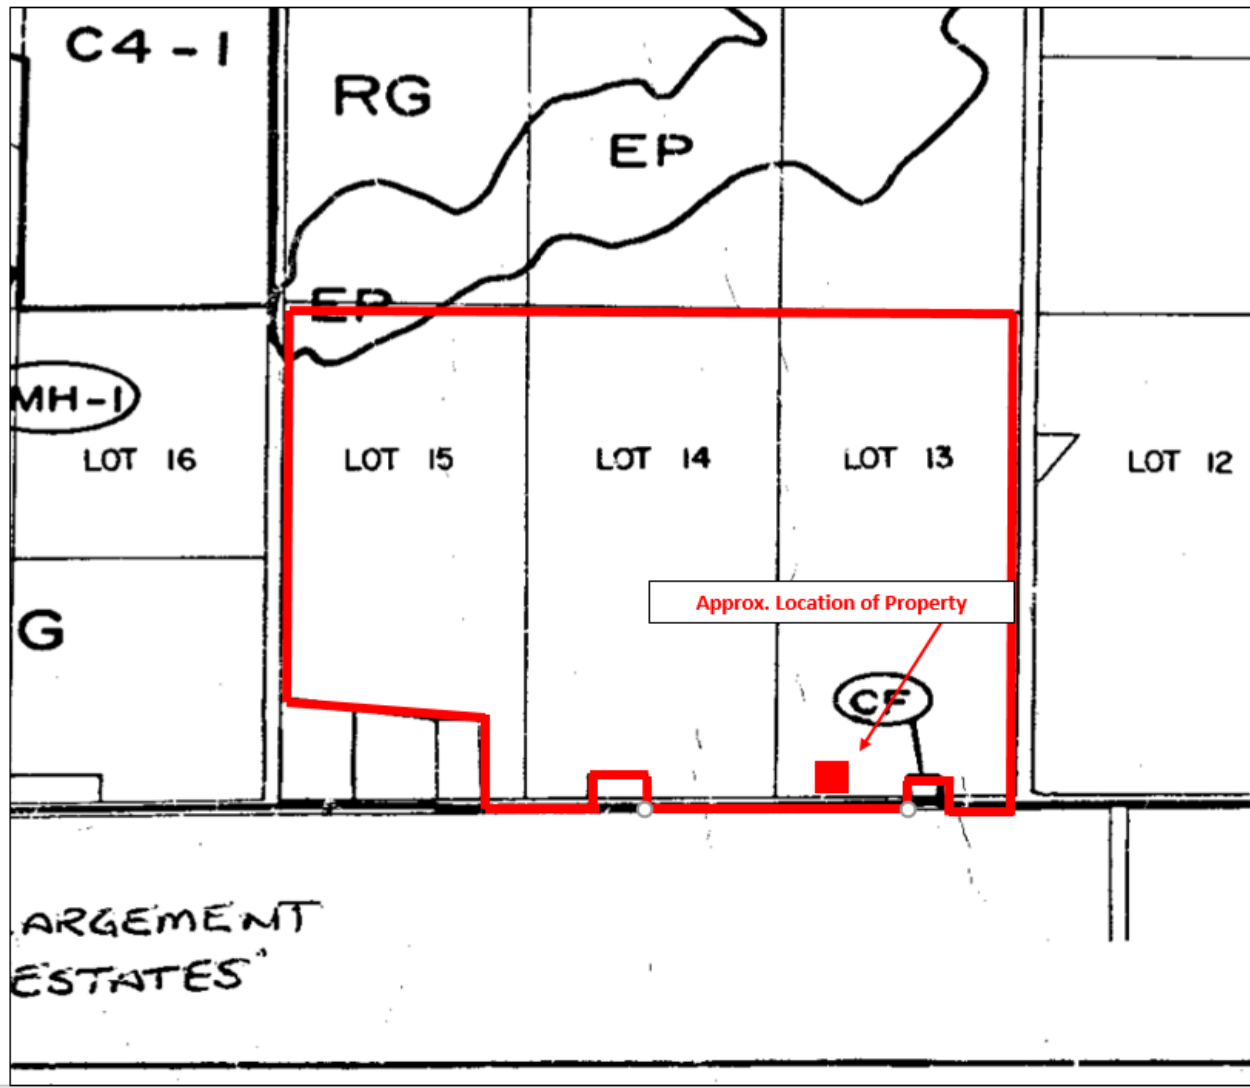 C4-1
RG
EP
EP
MH-1
LOT 16
LOT 15
LOT 14
LOT 13
LOT 12
Approx. Location of Property
G
CF
ARGEMENT
ESTATES"